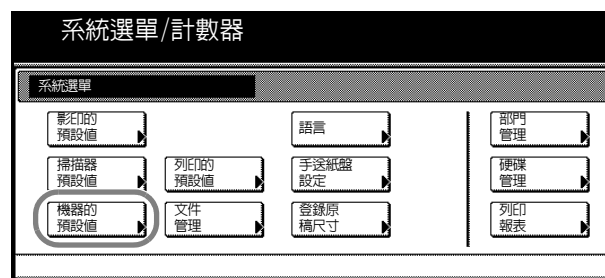 系統選單/計數器
系統選單
影印的
預設值
語言
部門
管理
掃描器
預設值
列印的
預設值
手送紙盤
設定
硬碟
管理
機器的
預設值
文件
管理
登錄原
稿尺寸
列印
報表